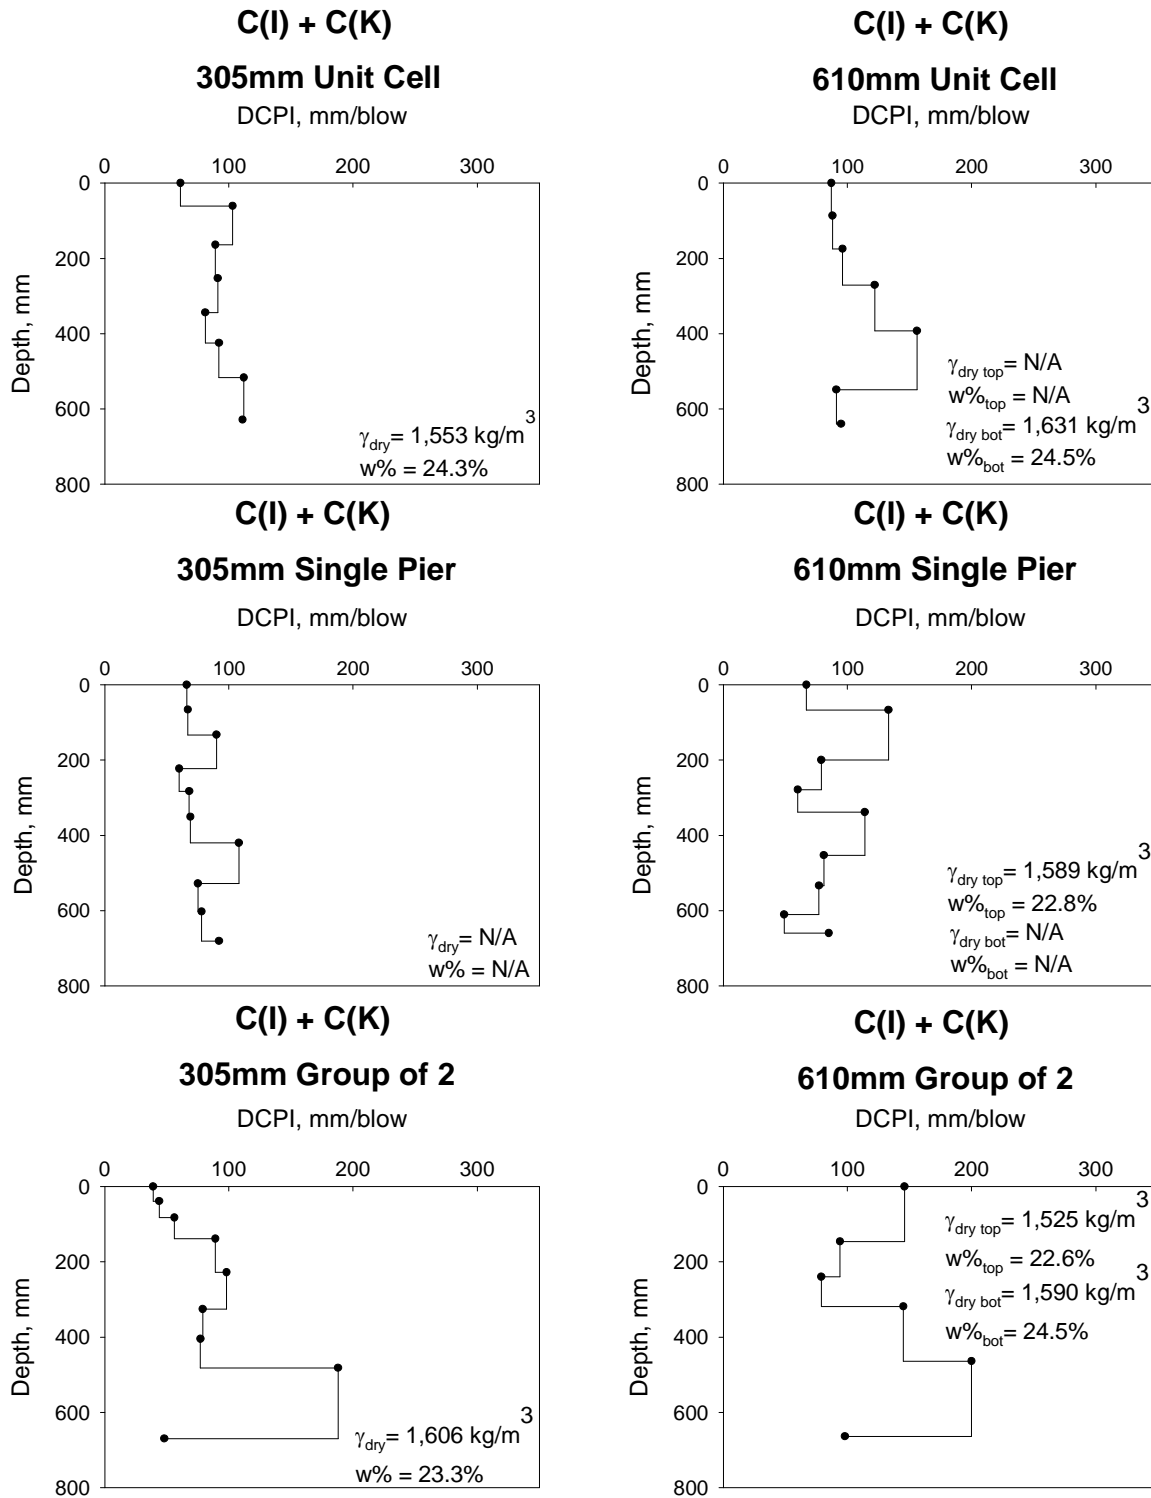 C(I) + C(K)
305mm Unit Cell
DCPI, mm/blow
0 100 200 300
0
200
400
600
800
Depth, mm
γdry= 1,553 kg/m3
w% = 24.3%
C(I) + C(K)
610mm Unit Cell
DCPI, mm/blow
0 100 200 300
0
200
400
600
800
Depth, mm
γdry top= N/A
w%top = N/A
γdry bot= 1,631 kg/m3
w%bot = 24.5%
C(I) + C(K)
305mm Single Pier
DCPI, mm/blow
0 100 200 300
0
200
400
600
800
Depth, mm
γdry= N/A
w% = N/A
C(I) + C(K)
610mm Single Pier
DCPI, mm/blow
0 100 200 300
0
200
400
600
800
Depth, mm
γdry top= 1,589 kg/m3
w%top = 22.8%
γdry bot= N/A
w%bot = N/A
C(I) + C(K)
305mm Group of 2
DCPI, mm/blow
0 100 200 300
0
200
400
600
800
Depth, mm
γdry= 1,606 kg/m3
w% = 23.3%
C(I) + C(K)
610mm Group of 2
DCPI, mm/blow
0 100 200 300
0
200
400
600
800
Depth, mm
γdry top= 1,525 kg/m3
w%top = 22.6%
γdry bot= 1,590 kg/m3
w%bot= 24.5%